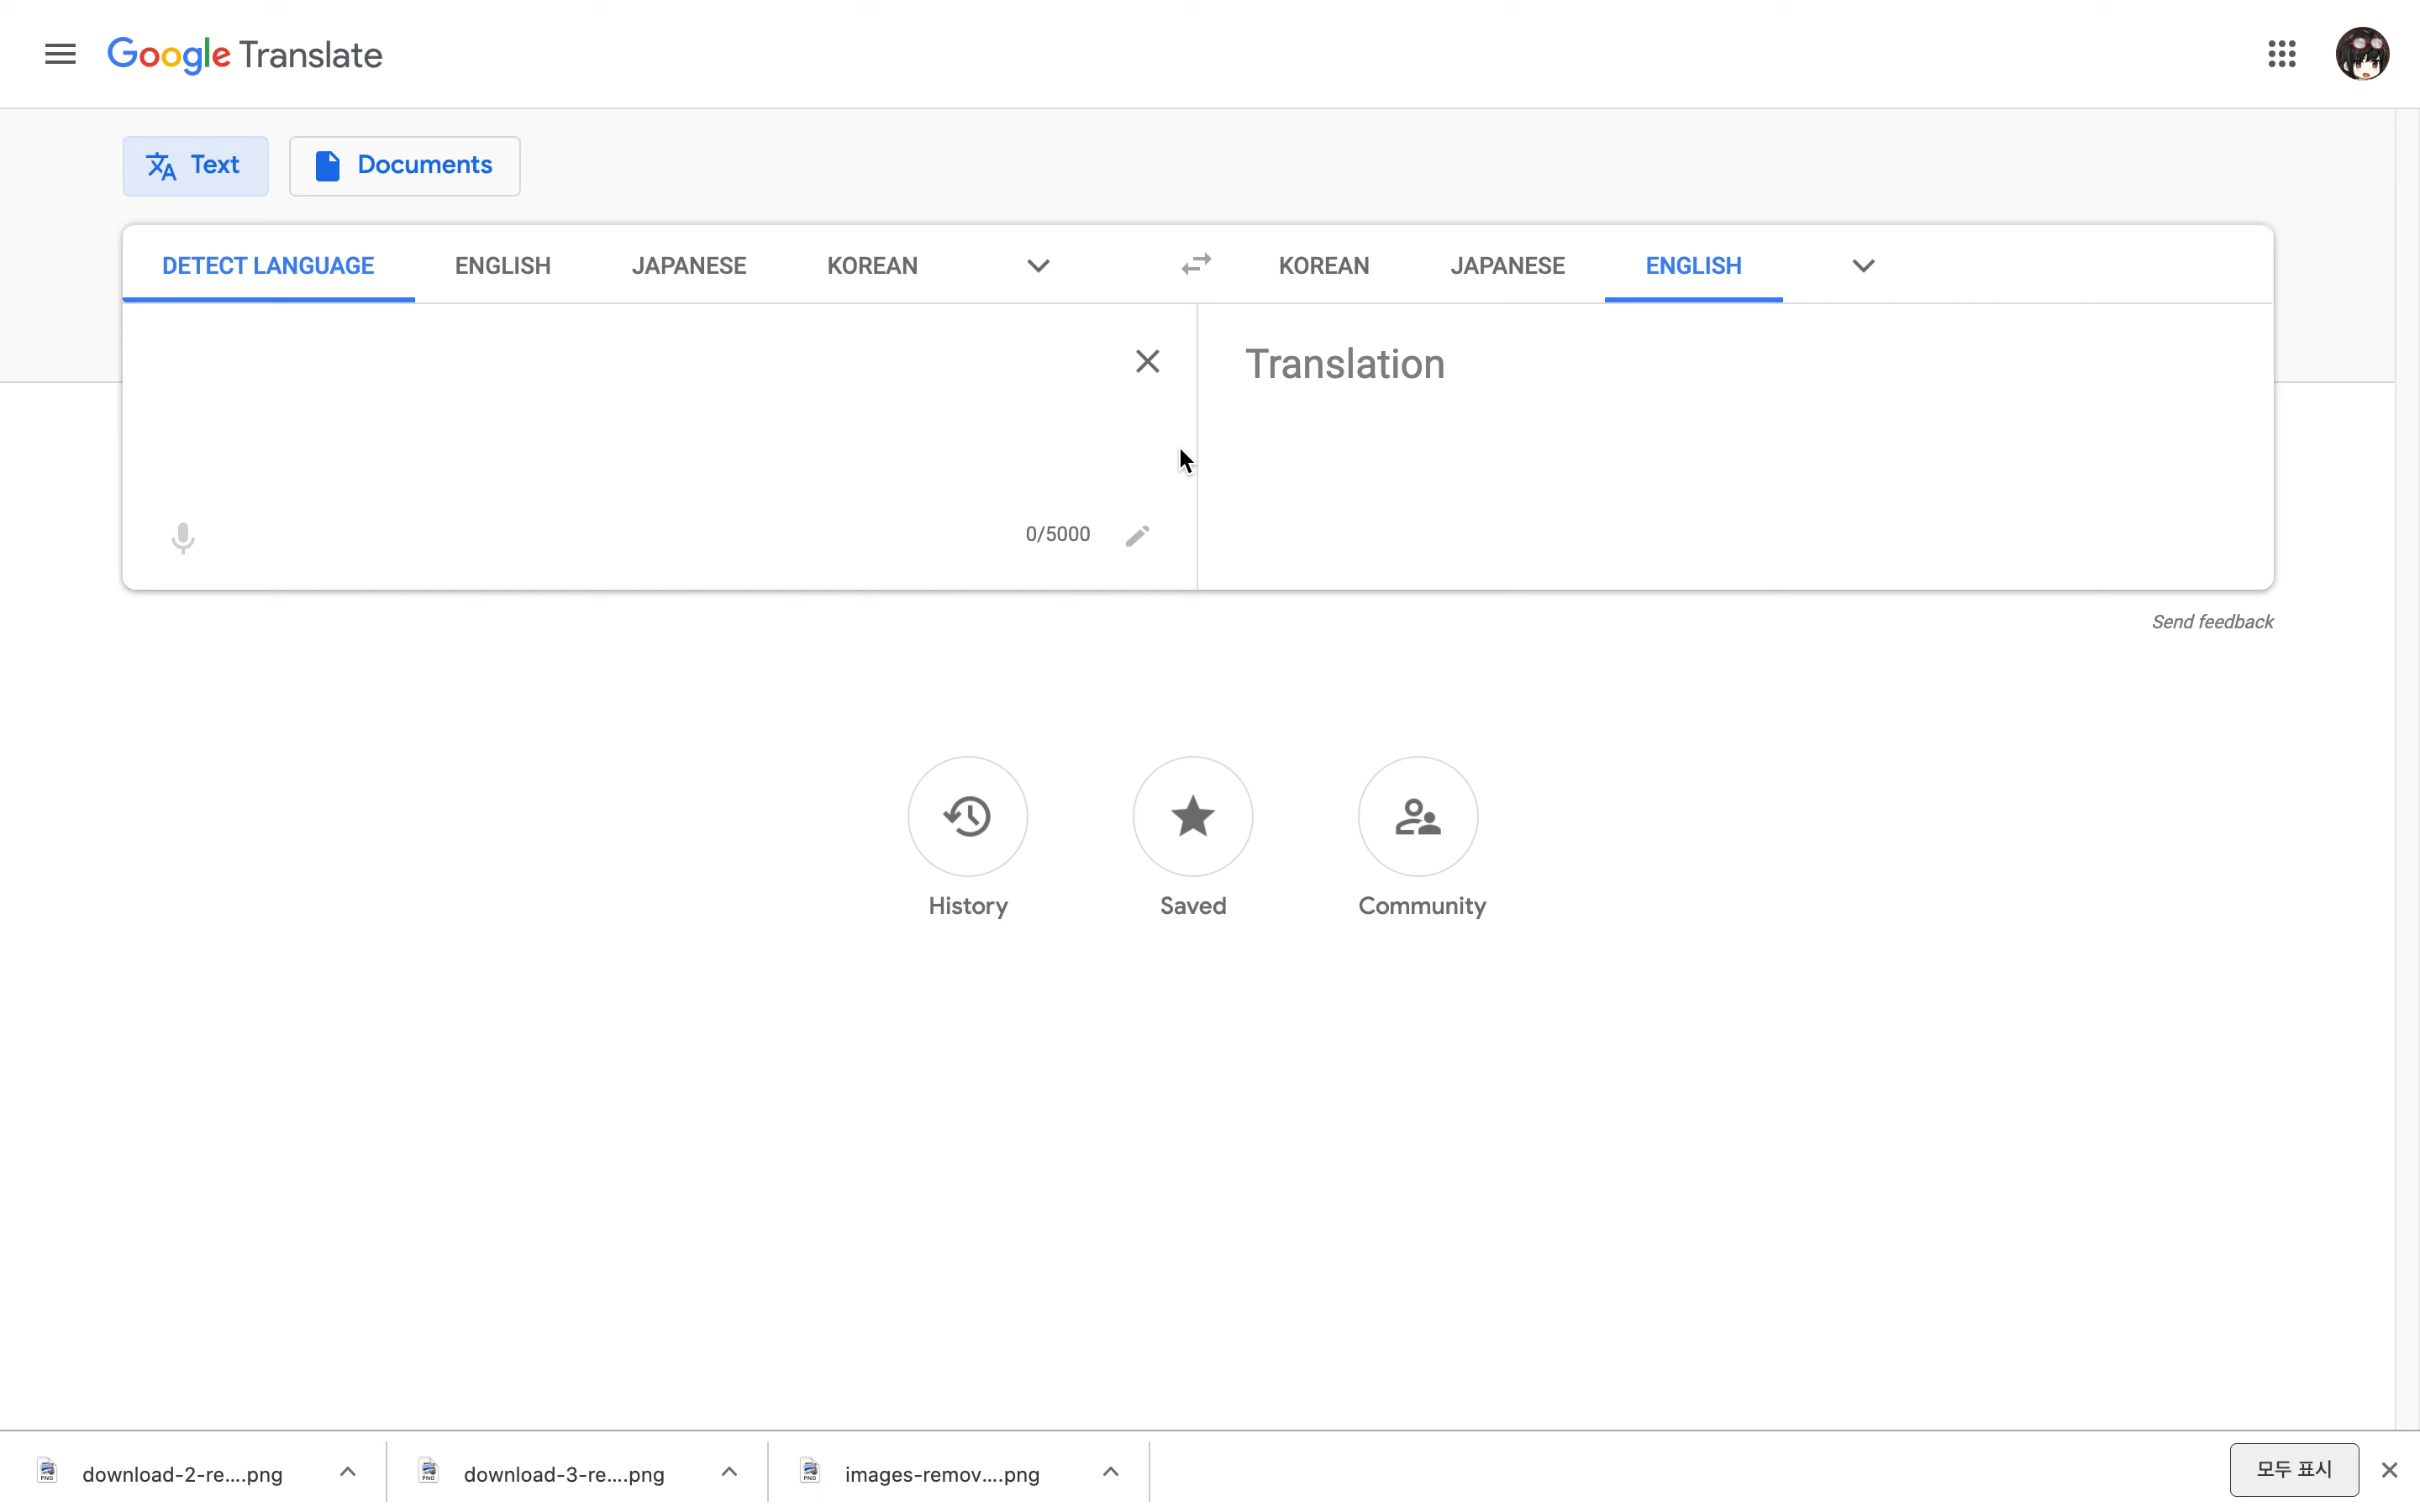 Google Translate
Text Documents
DETECT LANGUAGE ENGLISH JAPANESE KOREAN KOREAN JAPANESE ENGLISH
Translation
0/5000
Send feedback
History Saved Community
download-2-re....png download-3-re....png images-remov....png 모두 표시